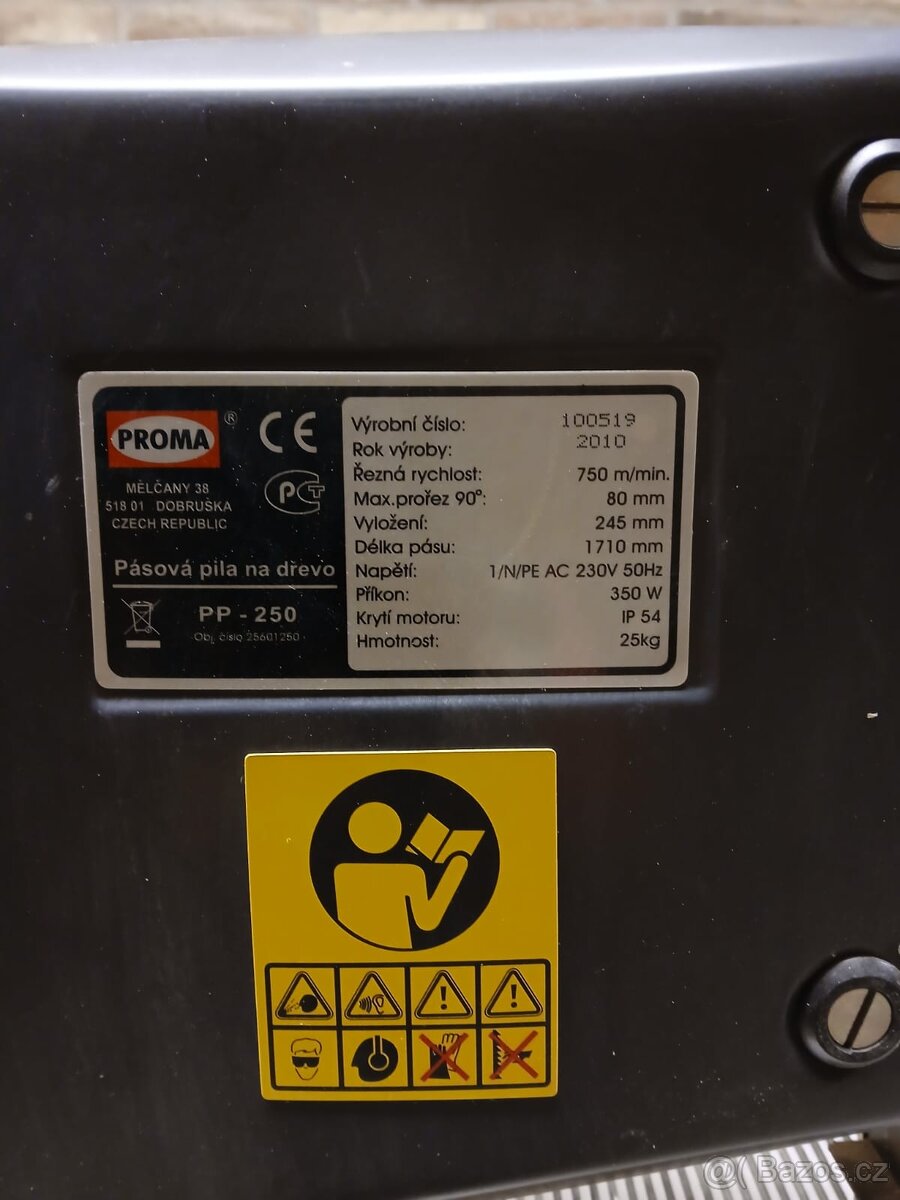 PROMA ®
CE
PCT
MĚLČANY 38
518 01 DOBRUŠKA
CZECH REPUBLIC
Pásová pila na dřevo
PP - 250
Obj. číslo 25601250
Výrobní číslo: 100519
Rok výroby: 2010
Řezná rychlost: 750 m/min.
Max.prořez 90°: 80 mm
Vyložení: 245 mm
Délka pásu: 1710 mm
Napětí: 1/N/PE AC 230V 50Hz
Příkon: 350 W
Krytí motoru: IP 54
Hmotnost: 25kg
@( Bazos.cz